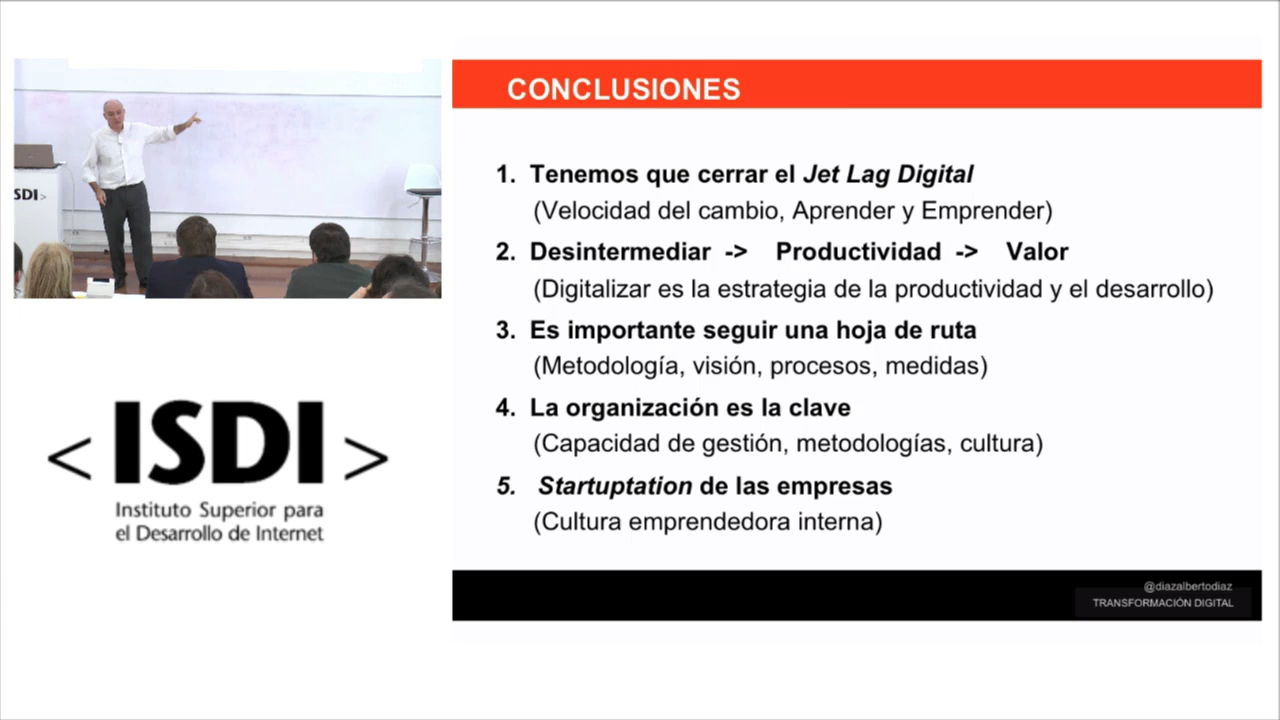 CONCLUSIONES
1. Tenemos que cerrar el Jet Lag Digital
(Velocidad del cambio, Aprender y Emprender)
2. Desintermediar -> Productividad -> Valor
(Digitalizar es la estrategia de la productividad y el desarrollo)
3. Es importante seguir una hoja de ruta
(Metodología, visión, procesos, medidas)
4. La organización es la clave
(Capacidad de gestión, metodologías, cultura)
5. Startuptation de las empresas
(Cultura emprendedora interna)
@diazalbertodiaz
TRANSFORMACIÓN DIGITAL
SDI>
<ISDI>
Instituto Superior para
el Desarrollo de Internet